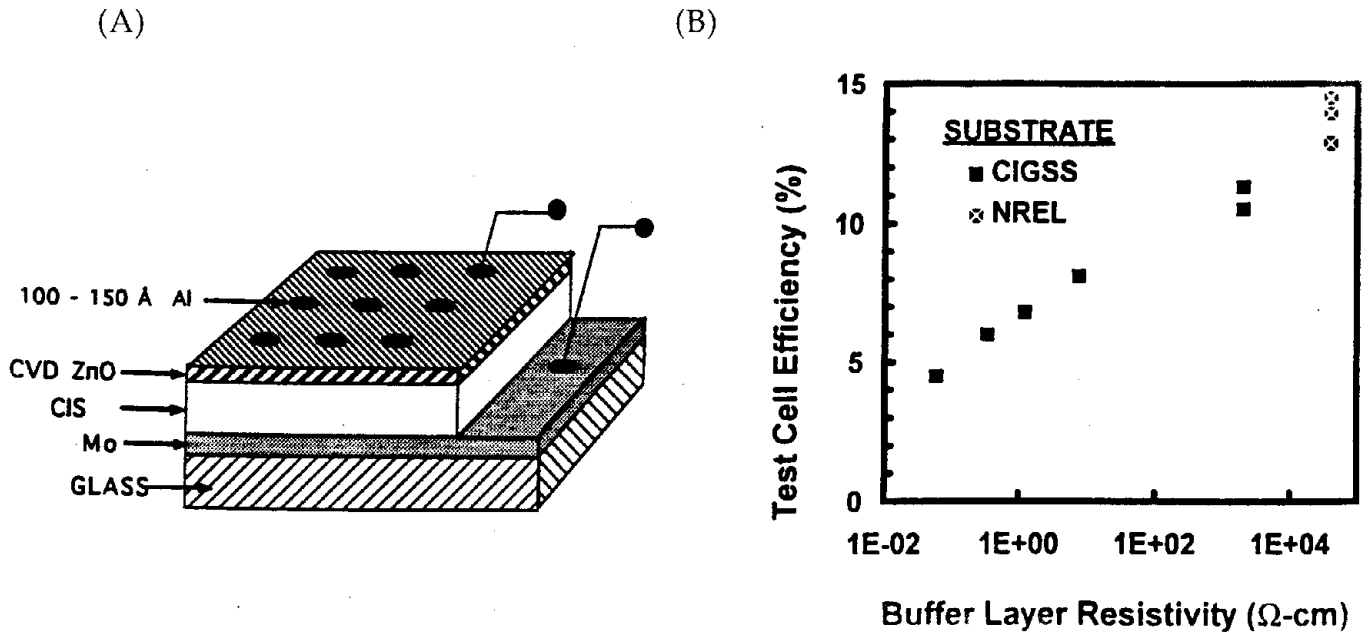 (A)
100 - 150 Å Al
CVD ZnO
CIS
Mo
GLASS
(B)
15
10
5
0
Test Cell Efficiency (%)
SUBSTRATE
CIGSS
NREL
1E-02 1E+00 1E+02 1E+04
Buffer Layer Resistivity (Ω-cm)